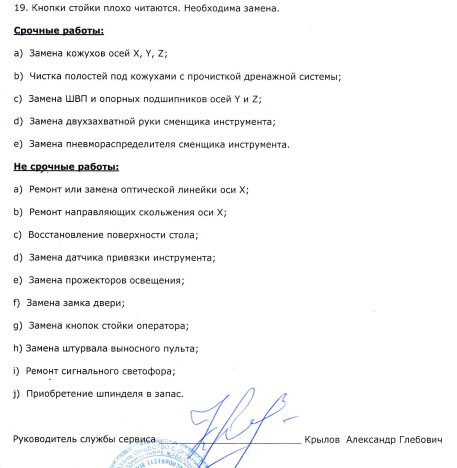 19. Кнопки стойки плохо читаются. Необходима замена.
Срочные работы:
a) Замена кожухов осей X, Y, Z;
b) Чистка полостей под кожухами с прочисткой дренажной системы;
c) Замена ШВП и опорных подшипников осей Y и Z;
d) Замена двухзахватной руки сменщика инструмента;
e) Замена пневмораспределителя сменщика инструмента.
Не срочные работы:
a) Ремонт или замена оптической линейки оси X;
b) Ремонт направляющих скольжения оси X;
c) Восстановление поверхности стола;
d) Замена датчика привязки инструмента;
e) Замена прожекторов освещения;
f) Замена замка двери;
g) Замена кнопок стойки оператора;
h) Замена штурвала выносного пульта;
i) Ремонт сигнального светофора;
j) Приобретение шпинделя в запас.
Руководитель службы сервиса Крылов Александр Глебович